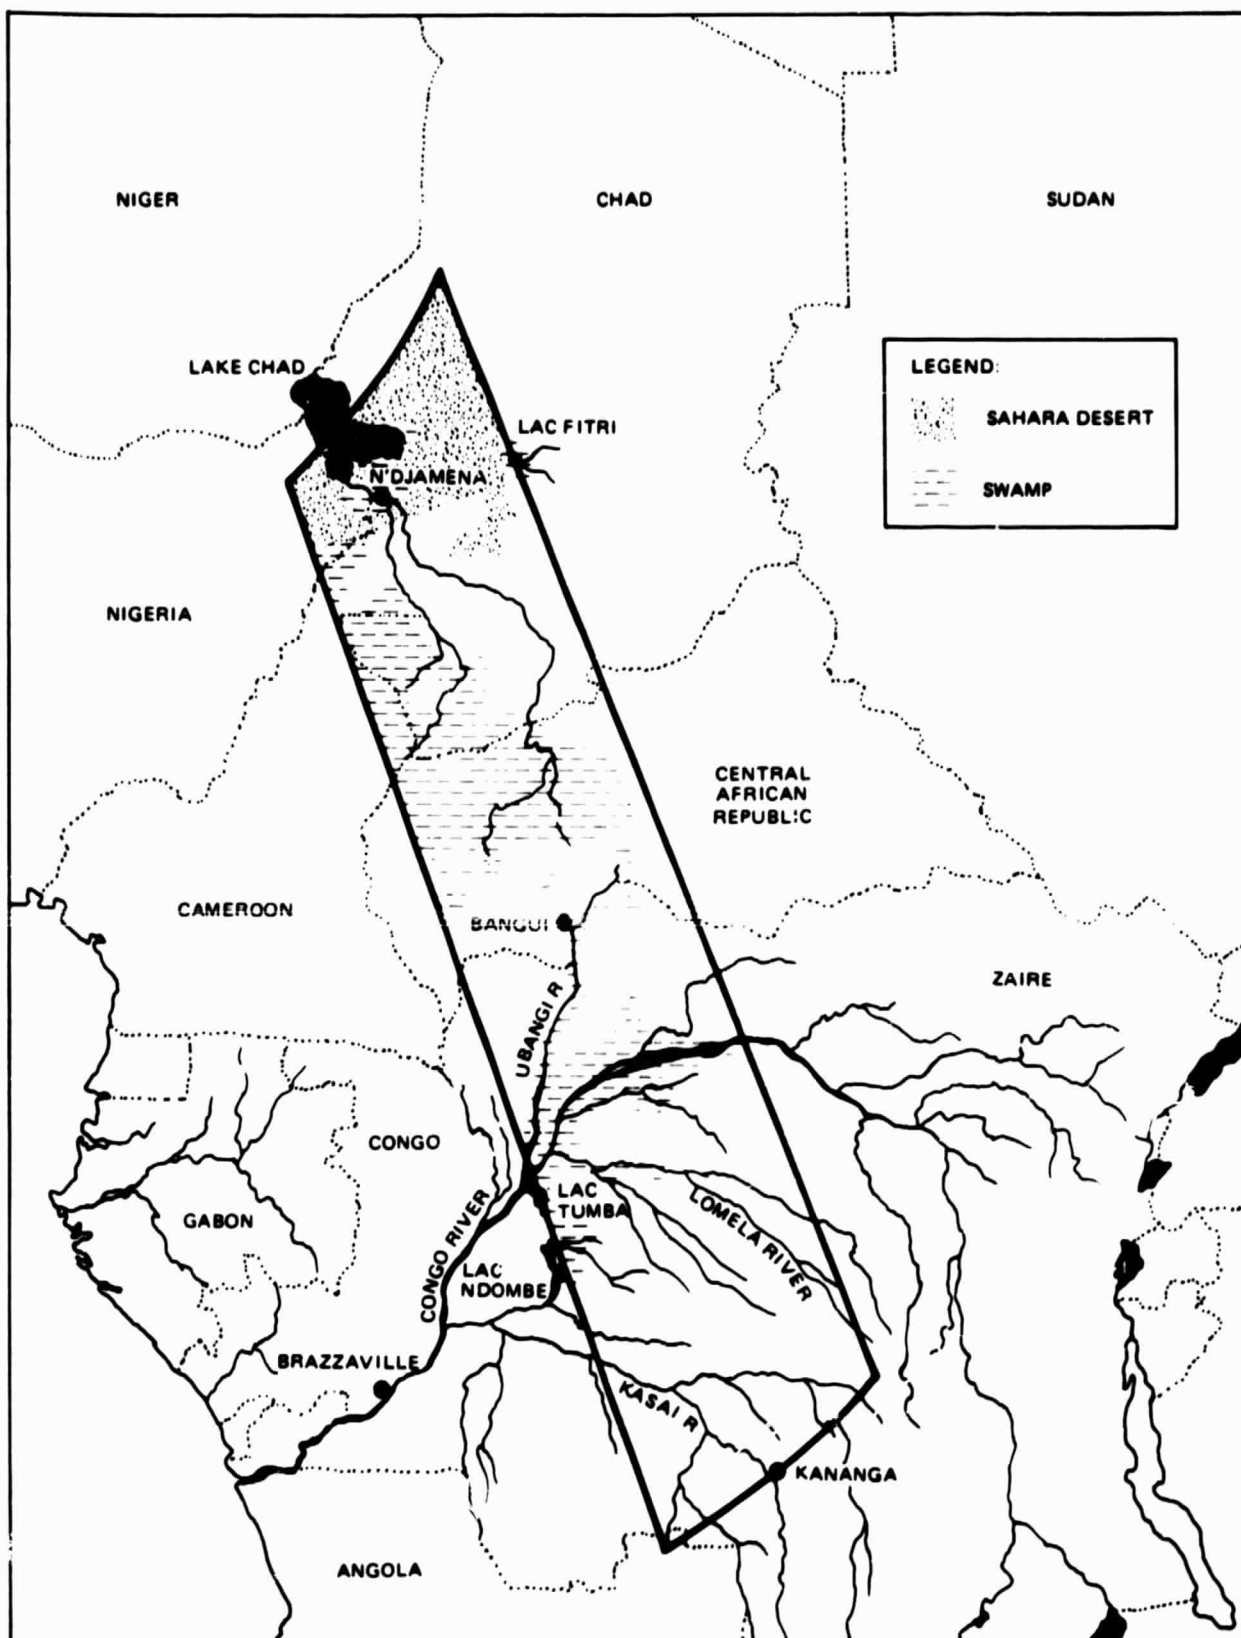 NIGER
CHAD
SUDAN
LAKE CHAD
LEGEND:
SAHARA DESERT
SWAMP
LAC FITRI
N'DJAMENA
NIGERIA
CENTRAL
AFRICAN
REPUBLIC
CAMEROON
BANGUI
ZAIRE
UBANGI R
CONGO
LAC
TUMBA
LOMELA RIVER
GABON
CONGO RIVER
LAC
NDOMBE
BRAZZAVILLE
KASAI R
KANANGA
ANGOLA